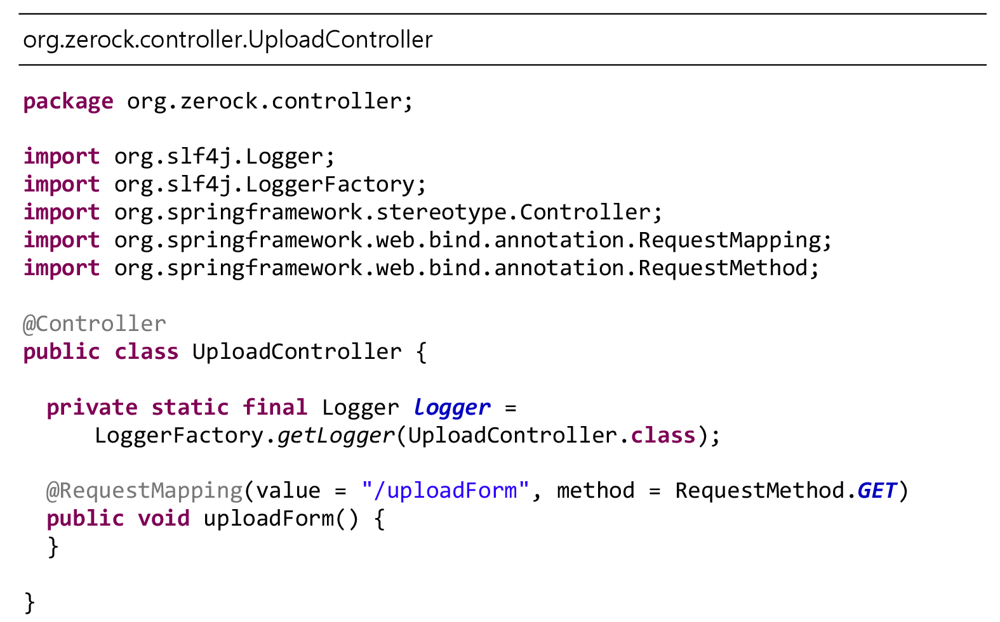 org.zerock.controller.UploadController
package org.zerock.controller;
import org.slf4j.Logger;
import org.slf4j.LoggerFactory;
import org.springframework.stereotype.Controller;
import org.springframework.web.bind.annotation.RequestMapping;
import org.springframework.web.bind.annotation.RequestMethod;
@Controller
public class UploadController {
private static final Logger logger =
LoggerFactory.getLogger(UploadController.class);
@RequestMapping(value = "/uploadForm", method = RequestMethod.GET)
public void uploadForm() {
}
}